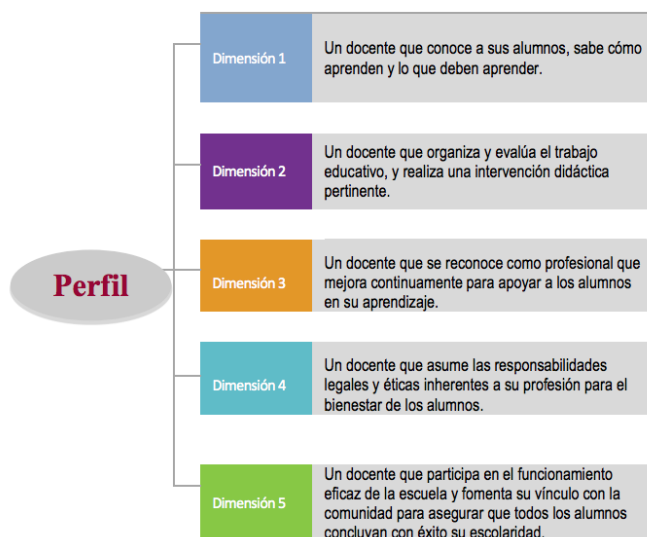 Perfil
Dimensión 1
Un docente que conoce a sus alumnos, sabe cómo
aprenden y lo que deben aprender.
Dimensión 2
Un docente que organiza y evalúa el trabajo
educativo, y realiza una intervención didáctica
pertinente.
Dimensión 3
Un docente que se reconoce como profesional que
mejora continuamente para apoyar a los alumnos
en su aprendizaje.
Dimensión 4
Un docente que asume las responsabilidades
legales y éticas inherentes a su profesión para el
bienestar de los alumnos.
Dimensión 5
Un docente que participa en el funcionamiento
eficaz de la escuela y fomenta su vínculo con la
comunidad para asegurar que todos los alumnos
concluyan con éxito su escolaridad.